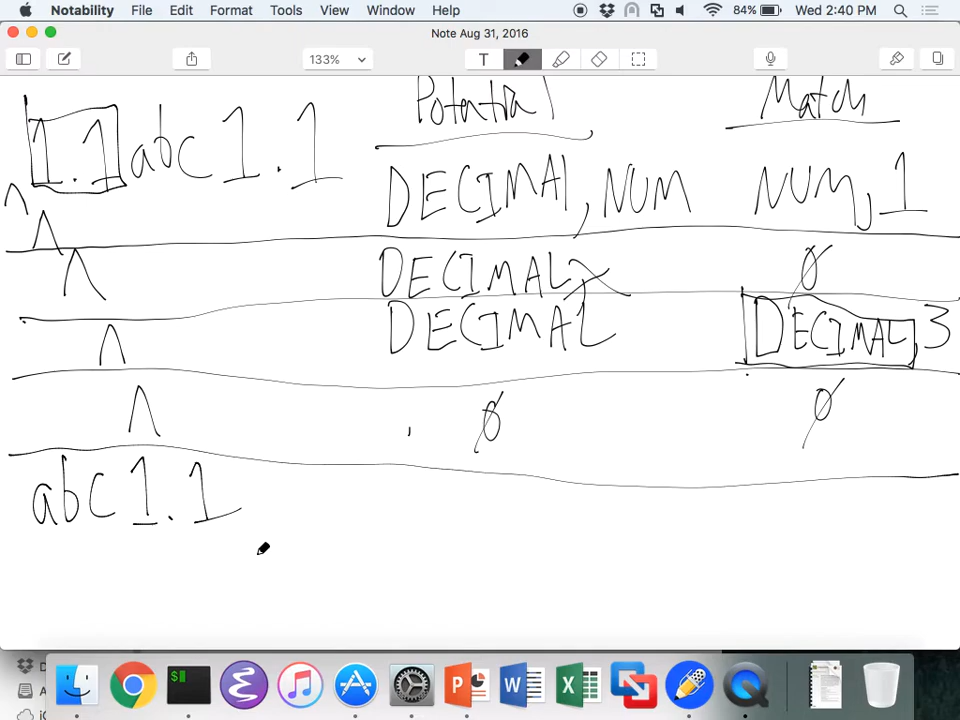 Notability File Edit Format Tools View Window Help 84% Wed 2:40 PM
Note Aug 31, 2016
133% T
Potential Match
1.1abc1.1
DECIMAL, NUM NUM, 1
DECIMAL Ø
DECIMAL DECIMAL, 3
Ø Ø
abc1.1